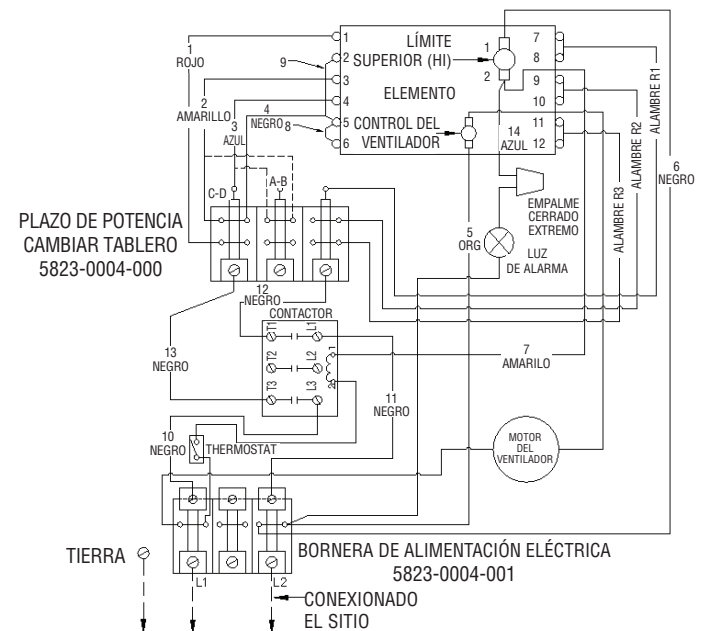 1
ROJO
2
AMARILLO
3
AZUL
4
NEGRO
9
8
1
2
3
4
5
6
LÍMITE
SUPERIOR (HI)
ELEMENTO
CONTROL DEL
VENTILADOR
1
2
7
8
9
10
11
12
14
AZUL
ALAMBRE R1
ALAMBRE R2
ALAMBRE R3
6
NEGRO
EMPALME
CERRADO
EXTREMO
5
ORG
LUZ
DE ALARMA
C-D
A-B
PLAZO DE POTENCIA
CAMBIAR TABLERO
5823-0004-000
12
NEGRO
CONTACTOR
T1
L1
T2
L2
T3
L3
1
2
13
NEGRO
7
AMARILO
11
NEGRO
10
NEGRO
THERMOSTAT
MOTOR
DEL
VENTILADOR
TIERRA
L1
L2
BORNERA DE ALIMENTACIÓN ELÉCTRICA
5823-0004-001
CONEXIONADO
EL SITIO